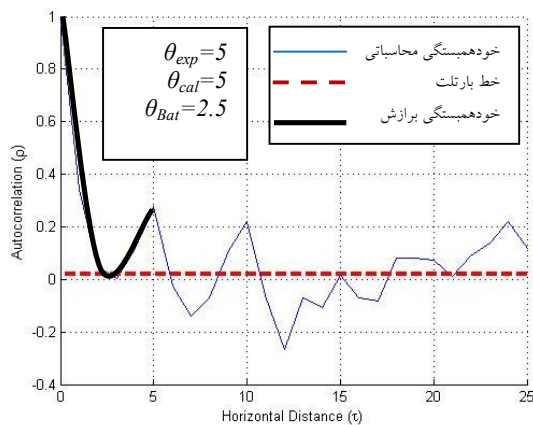 θexp=5
θcal=5
θBat=2.5
خودهمبستگی محاسباتی
خط بارتلت
خودهمبستگی برازش
Autocorrelation (ρ)
1
0.8
0.6
0.4
0.2
0
-0.2
-0.4
0
5
10
15
20
25
Horizontal Distance (τ)